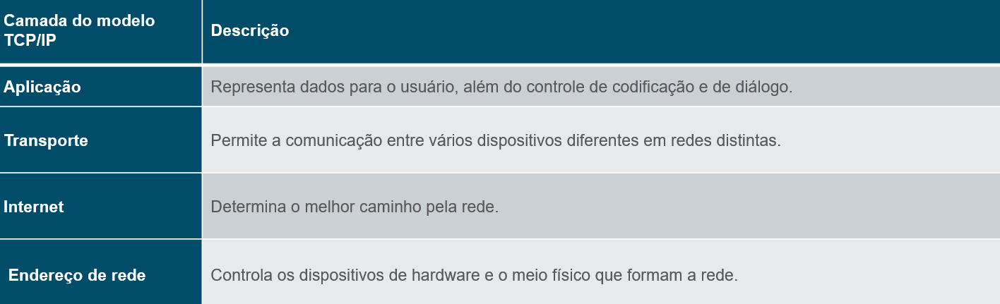 Camada do modelo
TCP/IP
Descrição
Aplicação
Representa dados para o usuário, além do controle de codificação e de diálogo.
Transporte
Permite a comunicação entre vários dispositivos diferentes em redes distintas.
Internet
Determina o melhor caminho pela rede.
Endereço de rede
Controla os dispositivos de hardware e o meio físico que formam a rede.